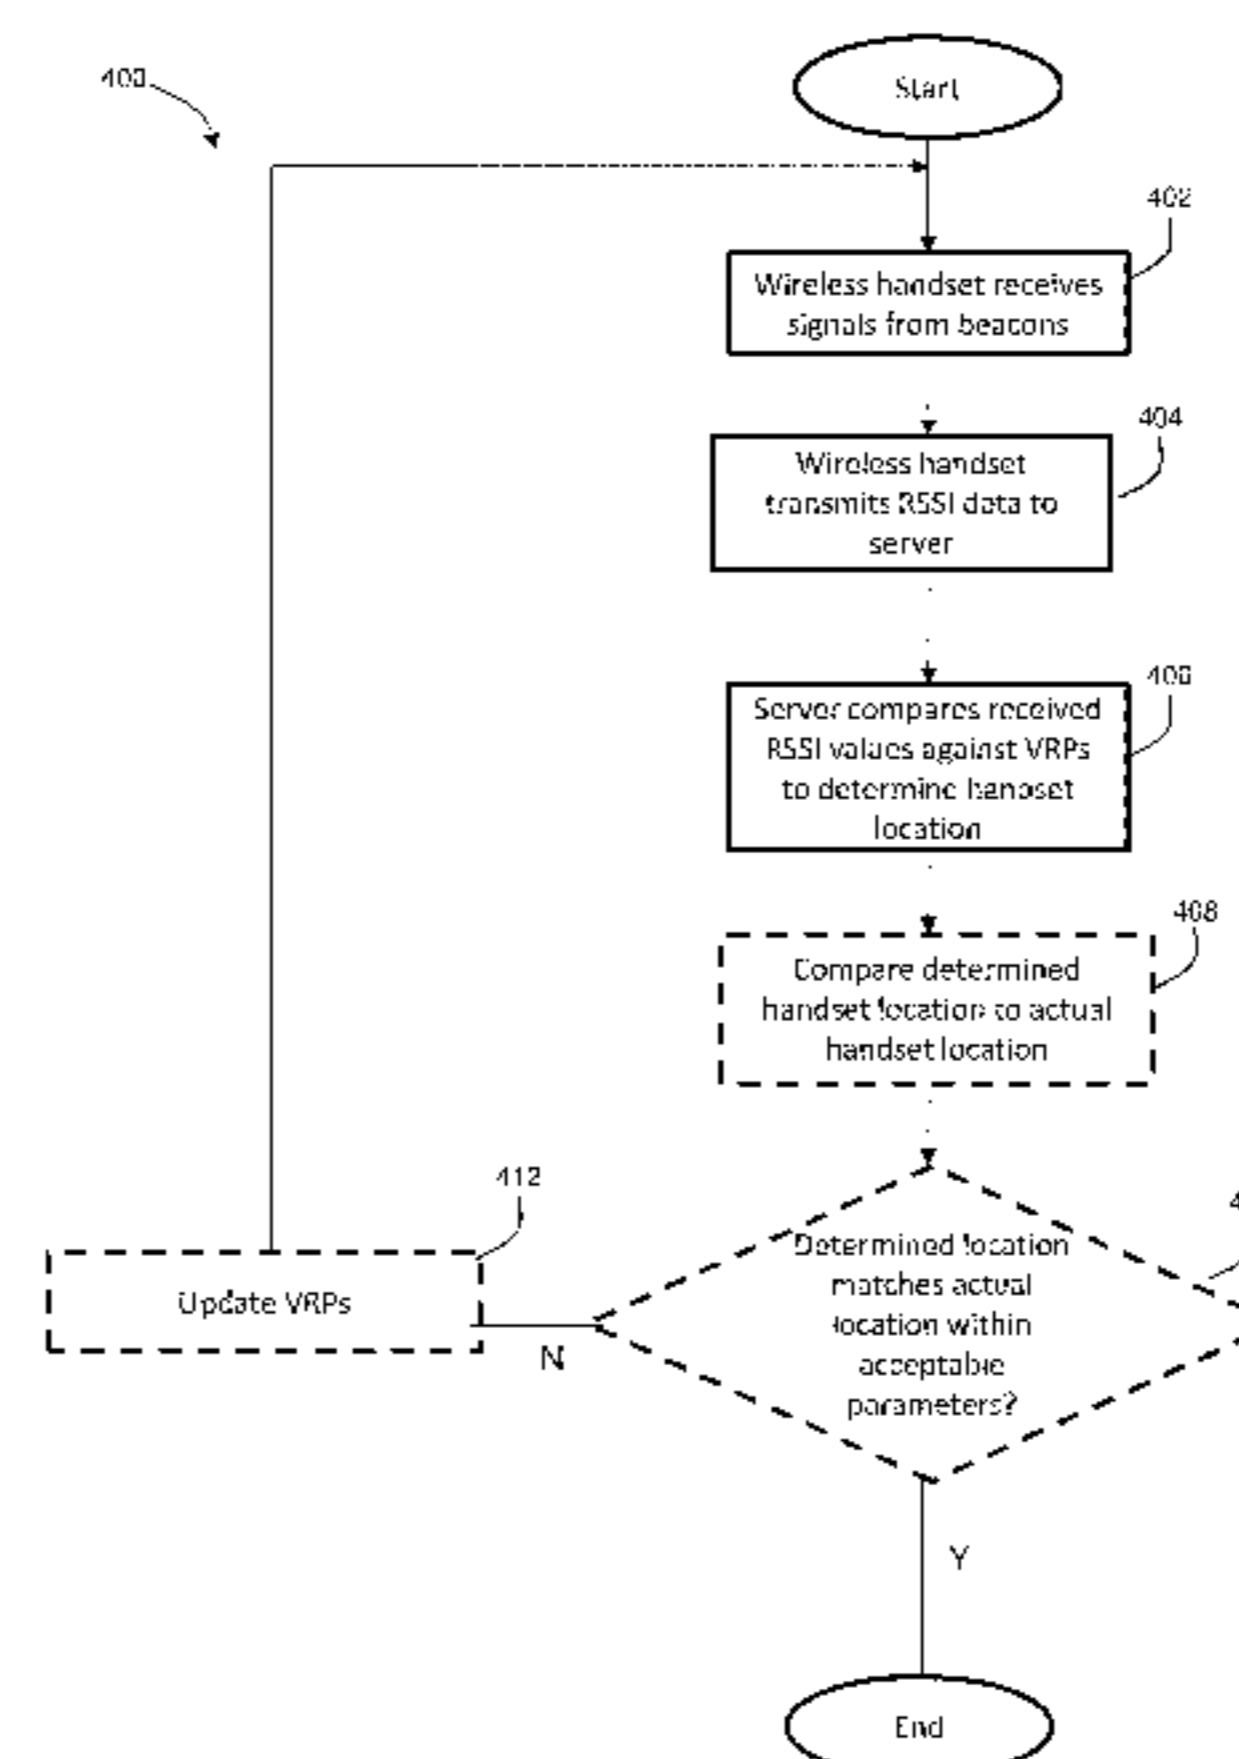 400
Start
402
Wireless handset receives
signals from beacons
404
Wireless handset
transmits RSSI data to
server
406
Server compares received
RSSI values against VRPs
to determine handset
location
408
Compare determined
handset location to actual
handset location
412
Update VRPs
N
Determined location
matches actual
location within
acceptable
parameters?
Y
End